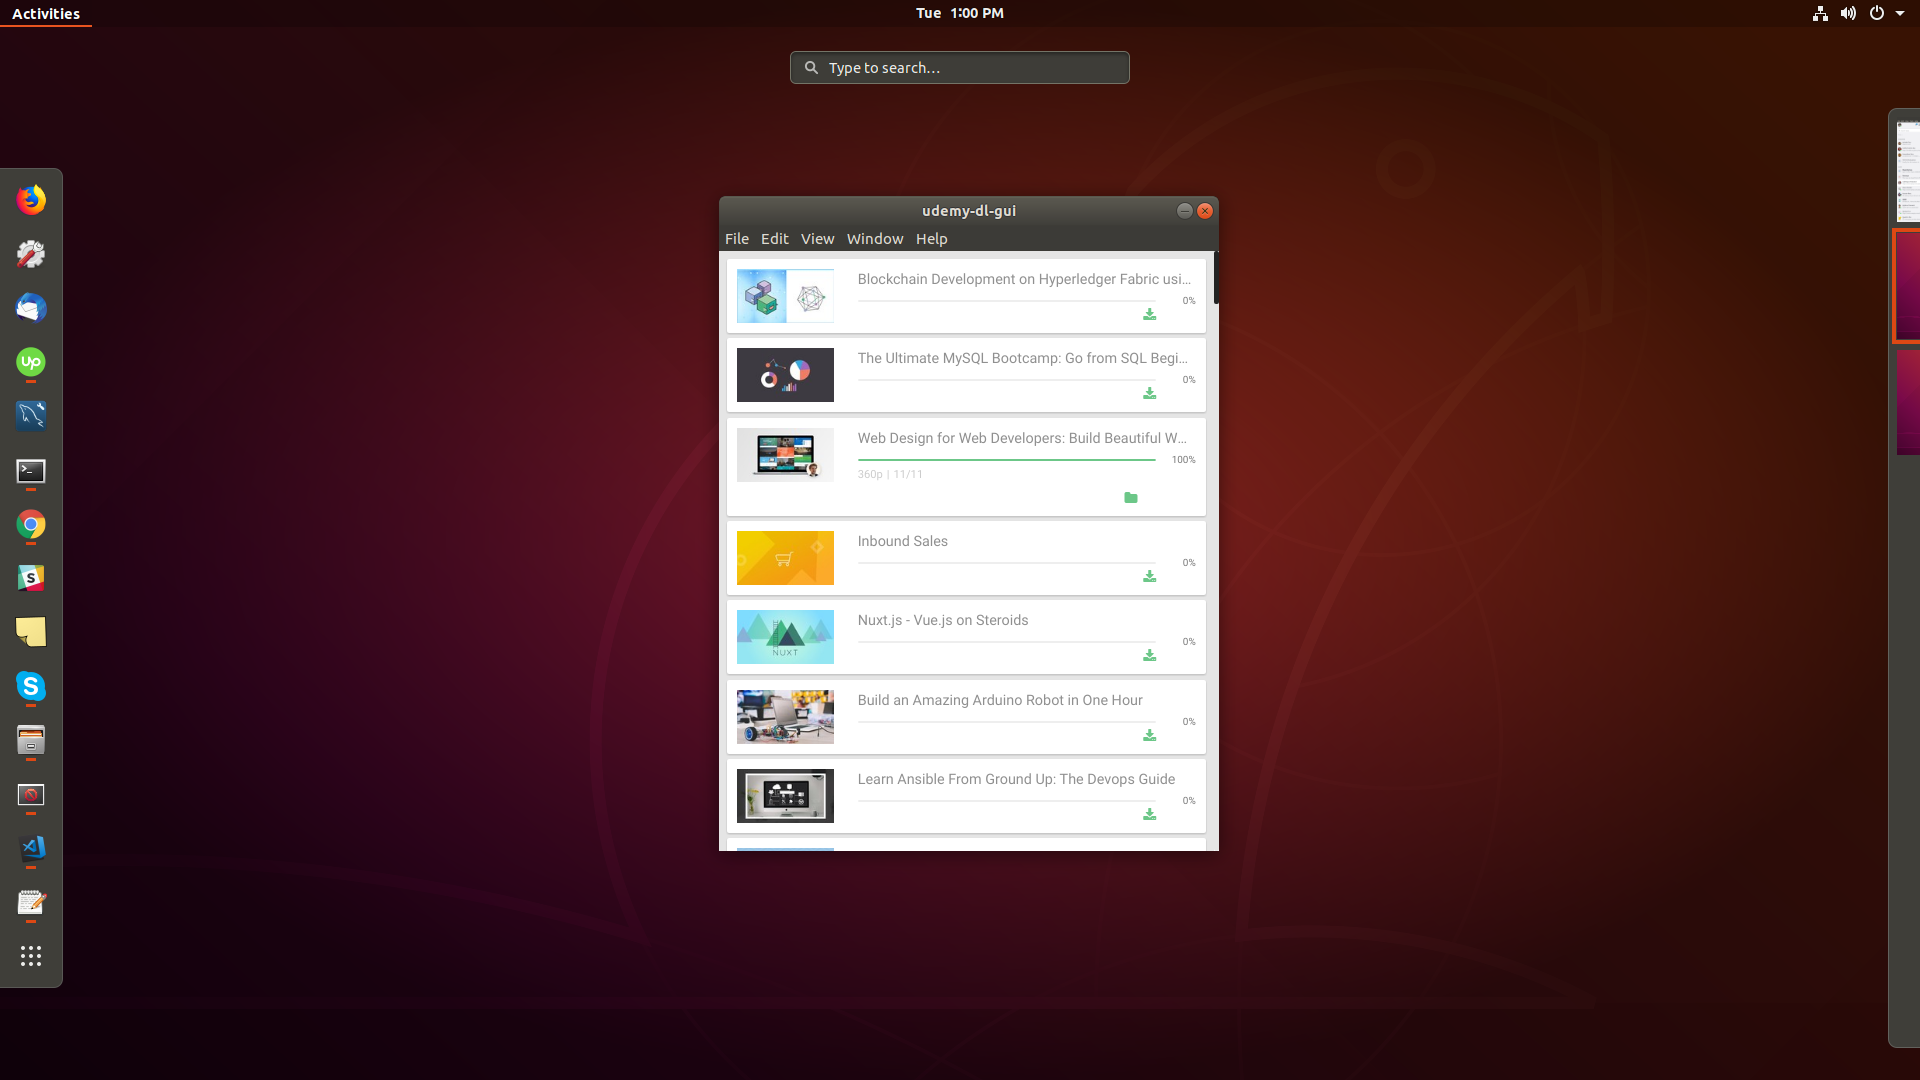 Activities
Tue 1:00 PM
Type to search...
udemy-dl-gui
File Edit View Window Help
Blockchain Development on Hyperledger Fabric usi...
0%
The Ultimate MySQL Bootcamp: Go from SQL Begi...
0%
Web Design for Web Developers: Build Beautiful W...
100%
360p | 11/11
Inbound Sales
0%
Nuxt.js - Vue.js on Steroids
0%
NUXT
Build an Amazing Arduino Robot in One Hour
0%
Learn Ansible From Ground Up: The Devops Guide
0%
up
S
S